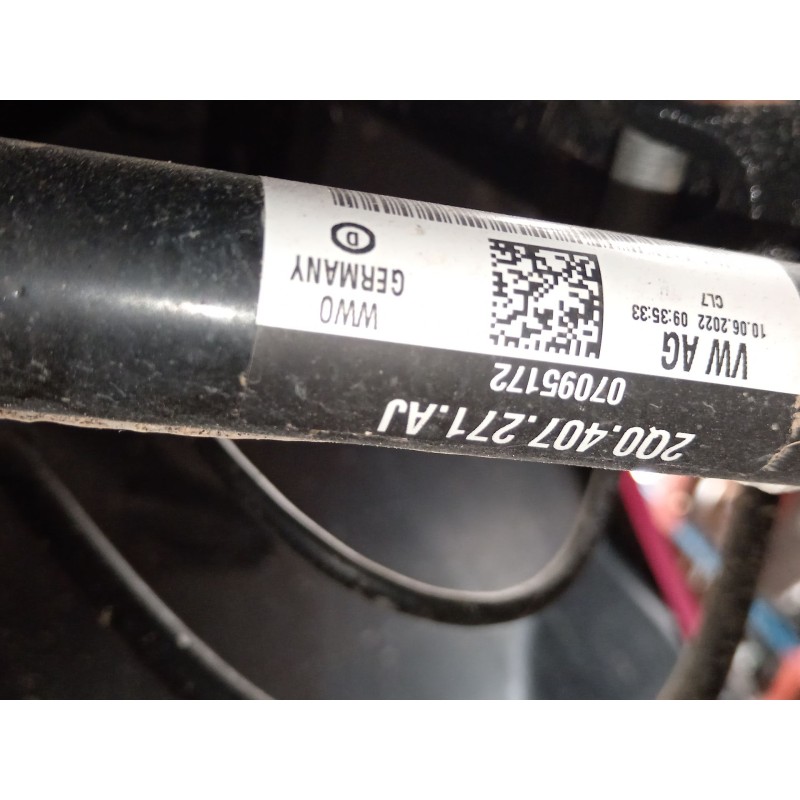 2Q0.407.271.AJ
07095172
VW AG
WW0
GERMANY
D
10.06.2022 09:35:33
CL7